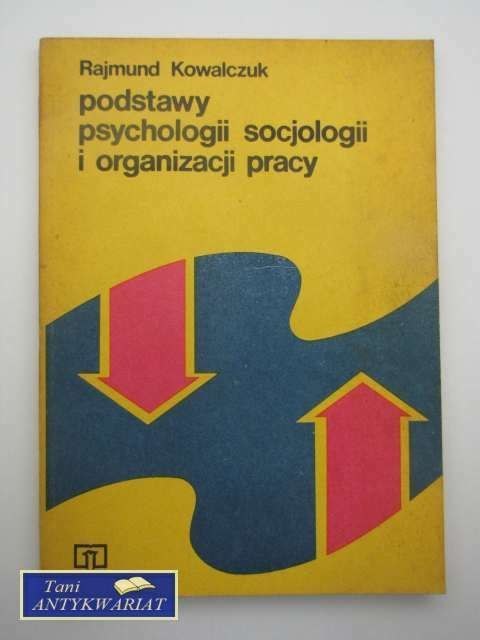 Rajmund Kowalczuk
podstawy
psychologii socjologii
i organizacji pracy
Tani
ANTYKWARIAT